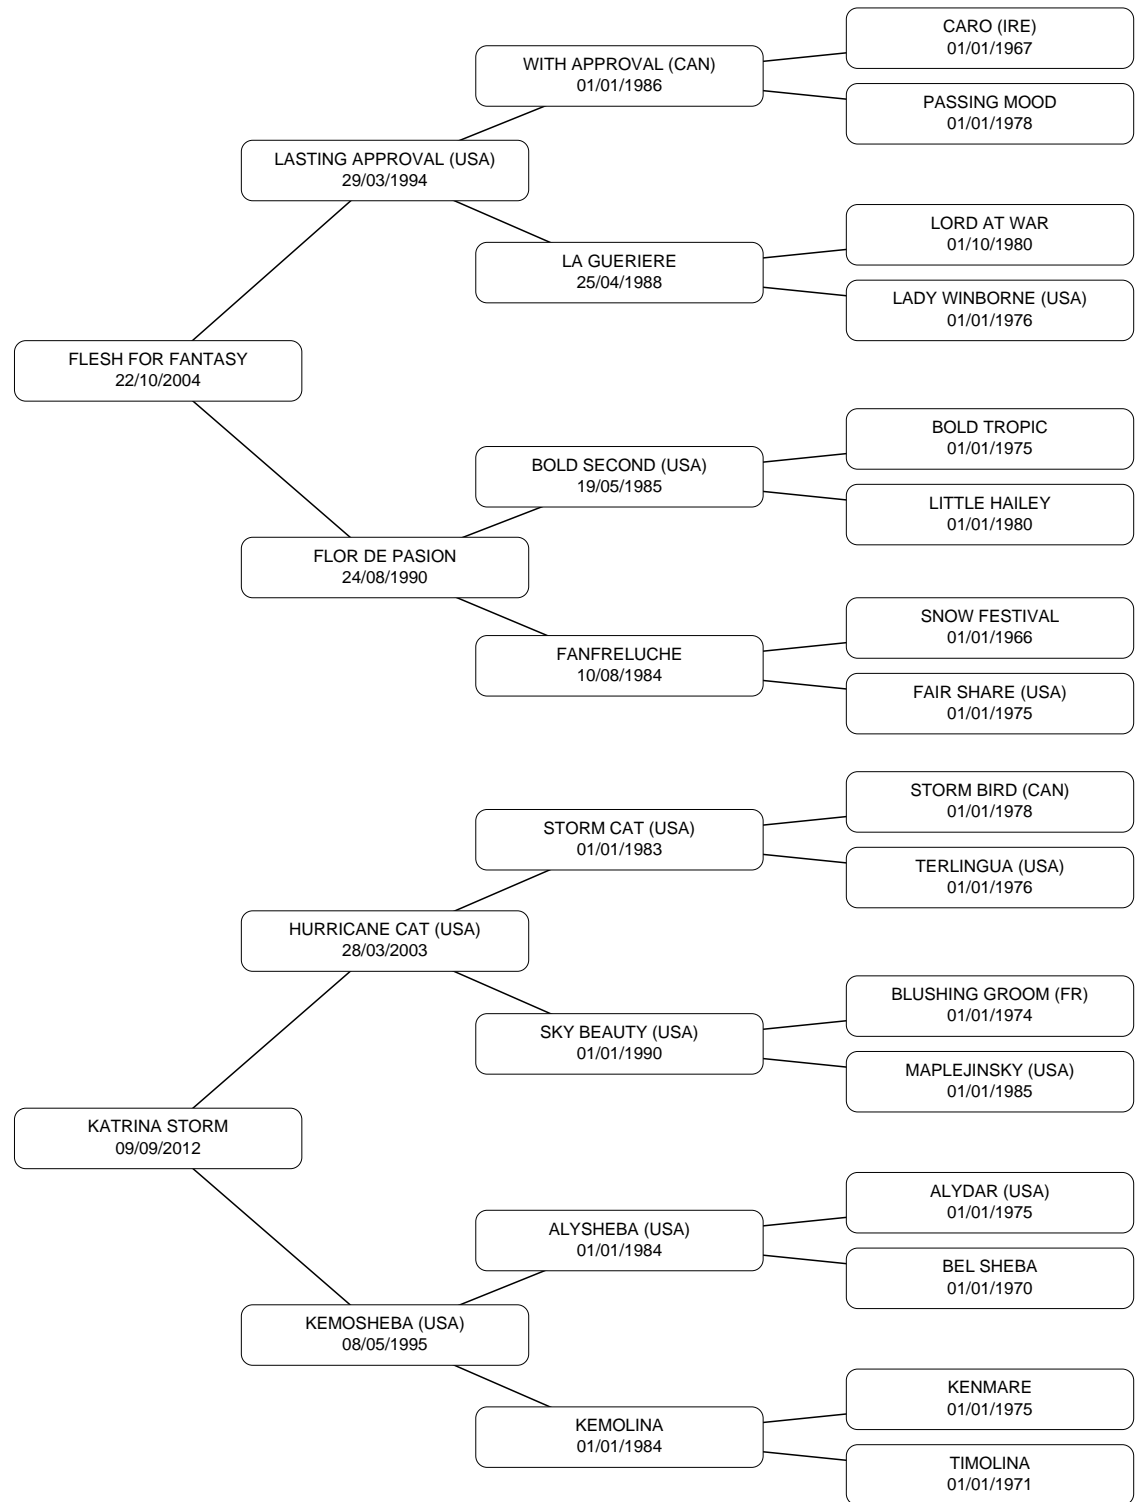 CARO (IRE)
01/01/1967
WITH APPROVAL (CAN)
01/01/1986
PASSING MOOD
01/01/1978
LASTING APPROVAL (USA)
29/03/1994
LORD AT WAR
01/10/1980
LA GUERIERE
25/04/1988
LADY WINBORNE (USA)
01/01/1976
FLESH FOR FANTASY
22/10/2004
BOLD TROPIC
01/01/1975
BOLD SECOND (USA)
19/05/1985
LITTLE HAILEY
01/01/1980
FLOR DE PASION
24/08/1990
SNOW FESTIVAL
01/01/1966
FANFRELUCHE
10/08/1984
FAIR SHARE (USA)
01/01/1975
STORM BIRD (CAN)
01/01/1978
STORM CAT (USA)
01/01/1983
TERLINGUA (USA)
01/01/1976
HURRICANE CAT (USA)
28/03/2003
BLUSHING GROOM (FR)
01/01/1974
SKY BEAUTY (USA)
01/01/1990
MAPLEJINSKY (USA)
01/01/1985
KATRINA STORM
09/09/2012
ALYDAR (USA)
01/01/1975
ALYSHEBA (USA)
01/01/1984
BEL SHEBA
01/01/1970
KEMOSHEBA (USA)
08/05/1995
KENMARE
01/01/1975
KEMOLINA
01/01/1984
TIMOLINA
01/01/1971